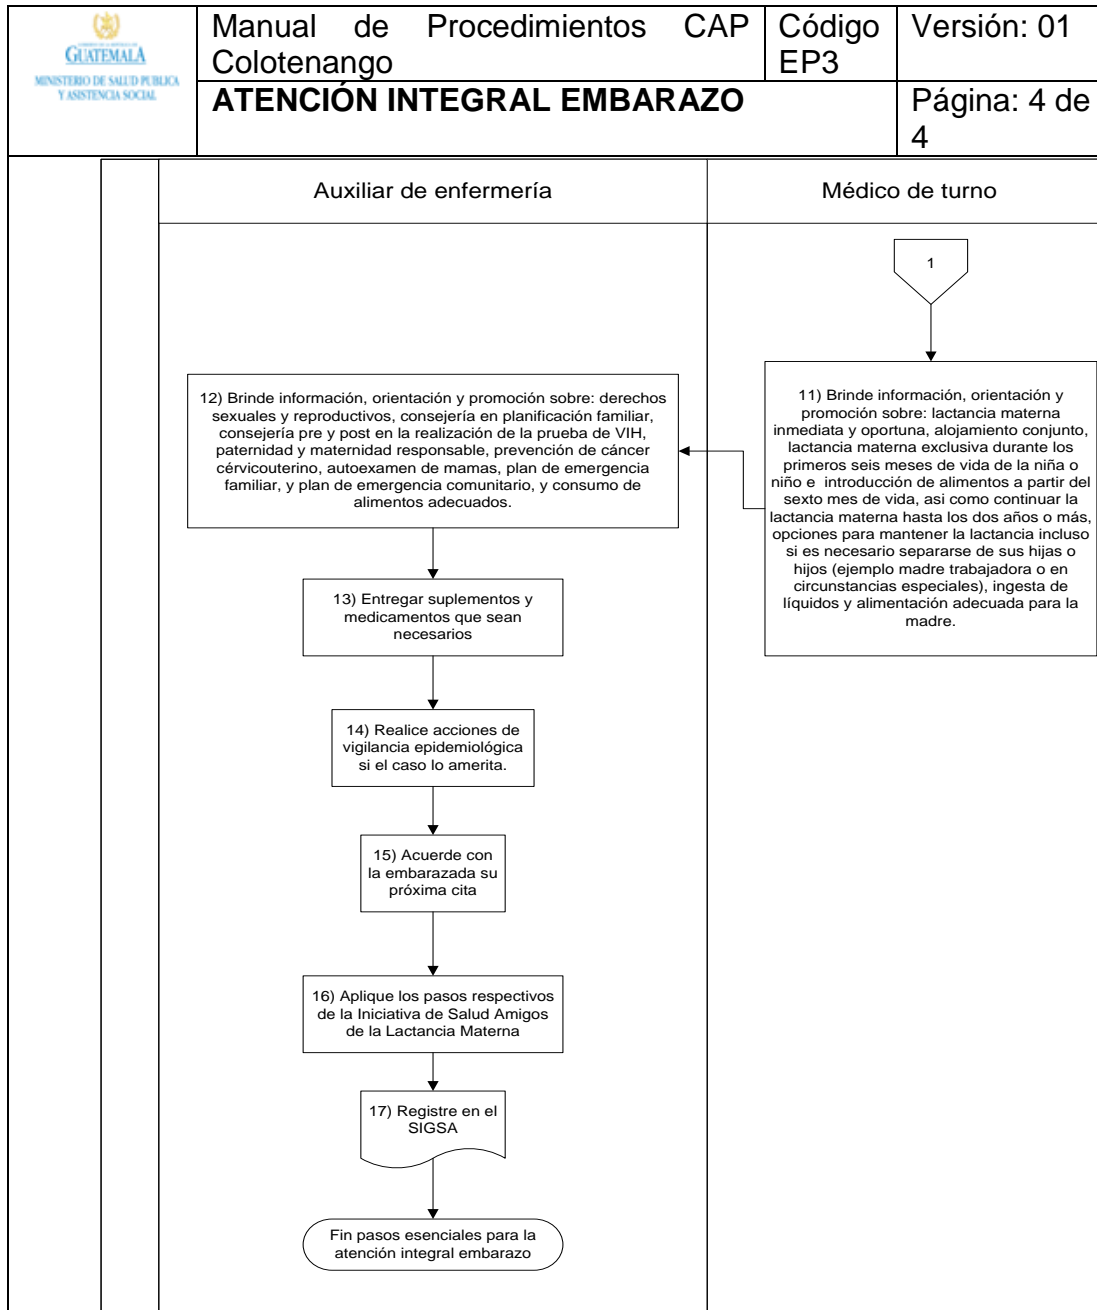 GUATEMALA
MINISTERIO DE SALUD PUBLICA
Y ASISTENCIA SOCIAL
Manual de Procedimientos CAP
Colotenango
Código
EP3
Versión: 01
ATENCIÓN INTEGRAL EMBARAZO
Página: 4 de
4
Auxiliar de enfermería
Médico de turno
1
11) Brinde información, orientación y
promoción sobre: lactancia materna
inmediata y oportuna, alojamiento conjunto,
lactancia materna exclusiva durante los
primeros seis meses de vida de la niña o
niño e introducción de alimentos a partir del
sexto mes de vida, asi como continuar la
lactancia materna hasta los dos años o más,
opciones para mantener la lactancia incluso
si es necesario separarse de sus hijas o
hijos (ejemplo madre trabajadora o en
circunstancias especiales), ingesta de
líquidos y alimentación adecuada para la
madre.
12) Brinde información, orientación y promoción sobre: derechos
sexuales y reproductivos, consejería en planificación familiar,
consejería pre y post en la realización de la prueba de VIH,
paternidad y maternidad responsable, prevención de cáncer
cérvicouterino, autoexamen de mamas, plan de emergencia
familiar, y plan de emergencia comunitario, y consumo de
alimentos adecuados.
13) Entregar suplementos y
medicamentos que sean
necesarios
14) Realice acciones de
vigilancia epidemiológica
si el caso lo amerita.
15) Acuerde con
la embarazada su
próxima cita
16) Aplique los pasos respectivos
de la Iniciativa de Salud Amigos
de la Lactancia Materna
17) Registre en el
SIGSA
Fin pasos esenciales para la
atención integral embarazo